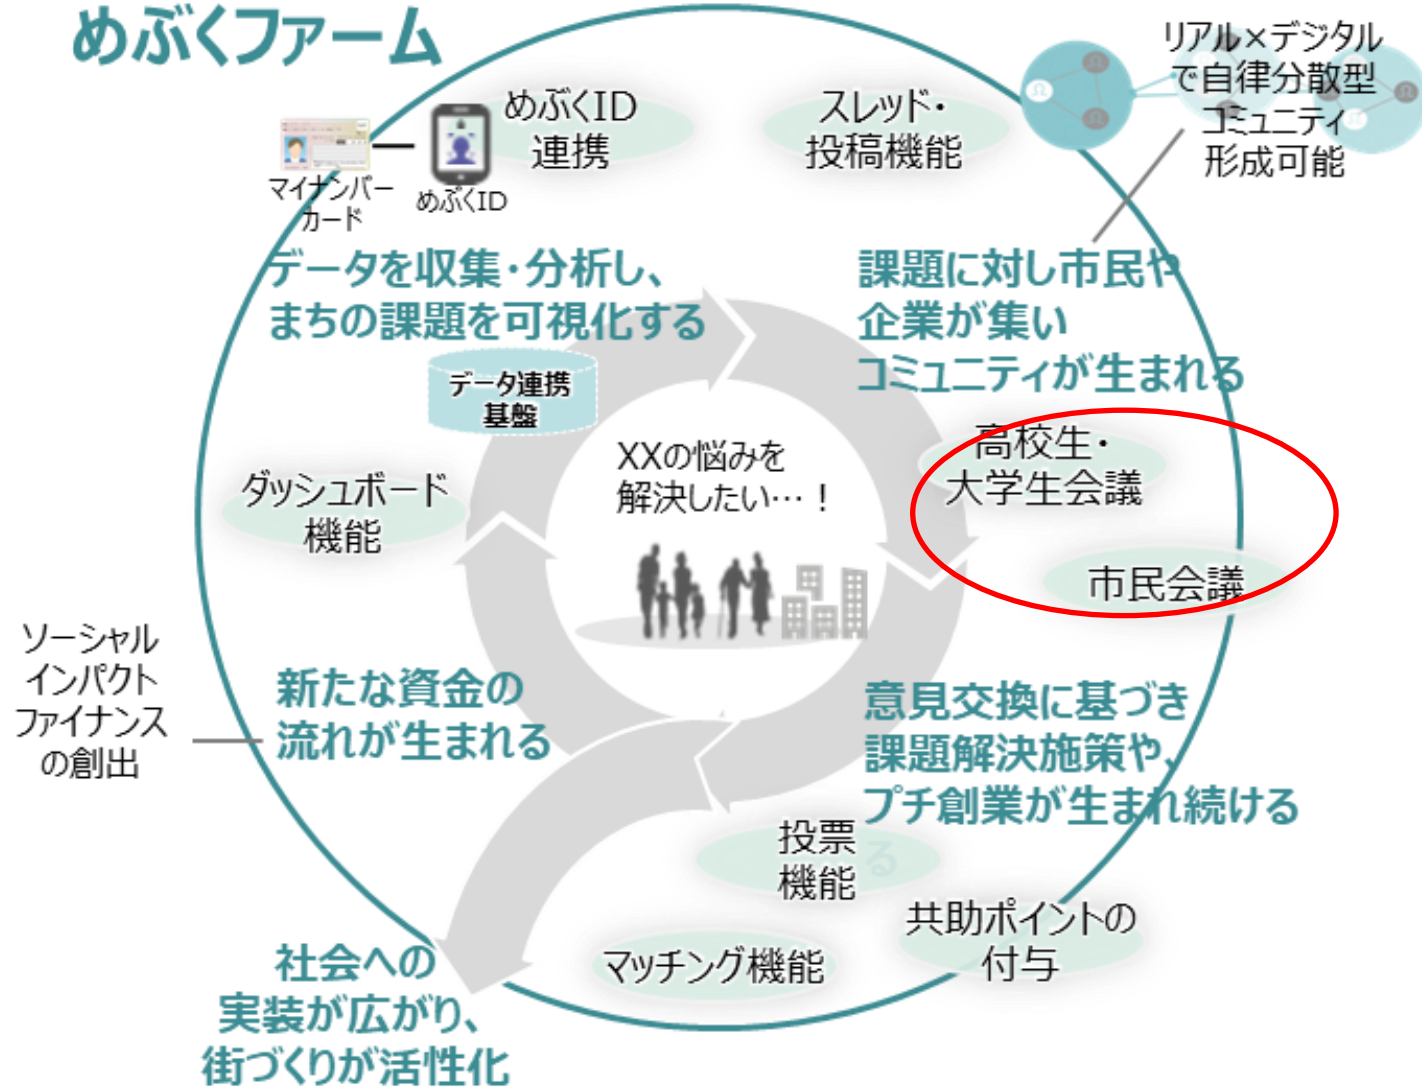 めぶくファーム
リアル×デジタル
で自律分散型
コミュニティ
形成可能
めぶくID
連携
スレッド・
投稿機能
マイナンバー
カード
めぶくID
データを収集・分析し、
まちの課題を可視化する
課題に対し市民や
企業が集い
コミュニティが生まれる
データ連携
基盤
高校生・
大学生会議
XXの悩みを
解決したい…！
ダッシュボード
機能
市民会議
ソーシャル
インパクト
ファイナンス
の創出
新たな資金の
流れが生まれる
意見交換に基づき
課題解決施策や、
プチ創業が生まれ続ける
投票
機能
る
共助ポイントの
付与
マッチング機能
社会への
実装が広がり、
街づくりが活性化